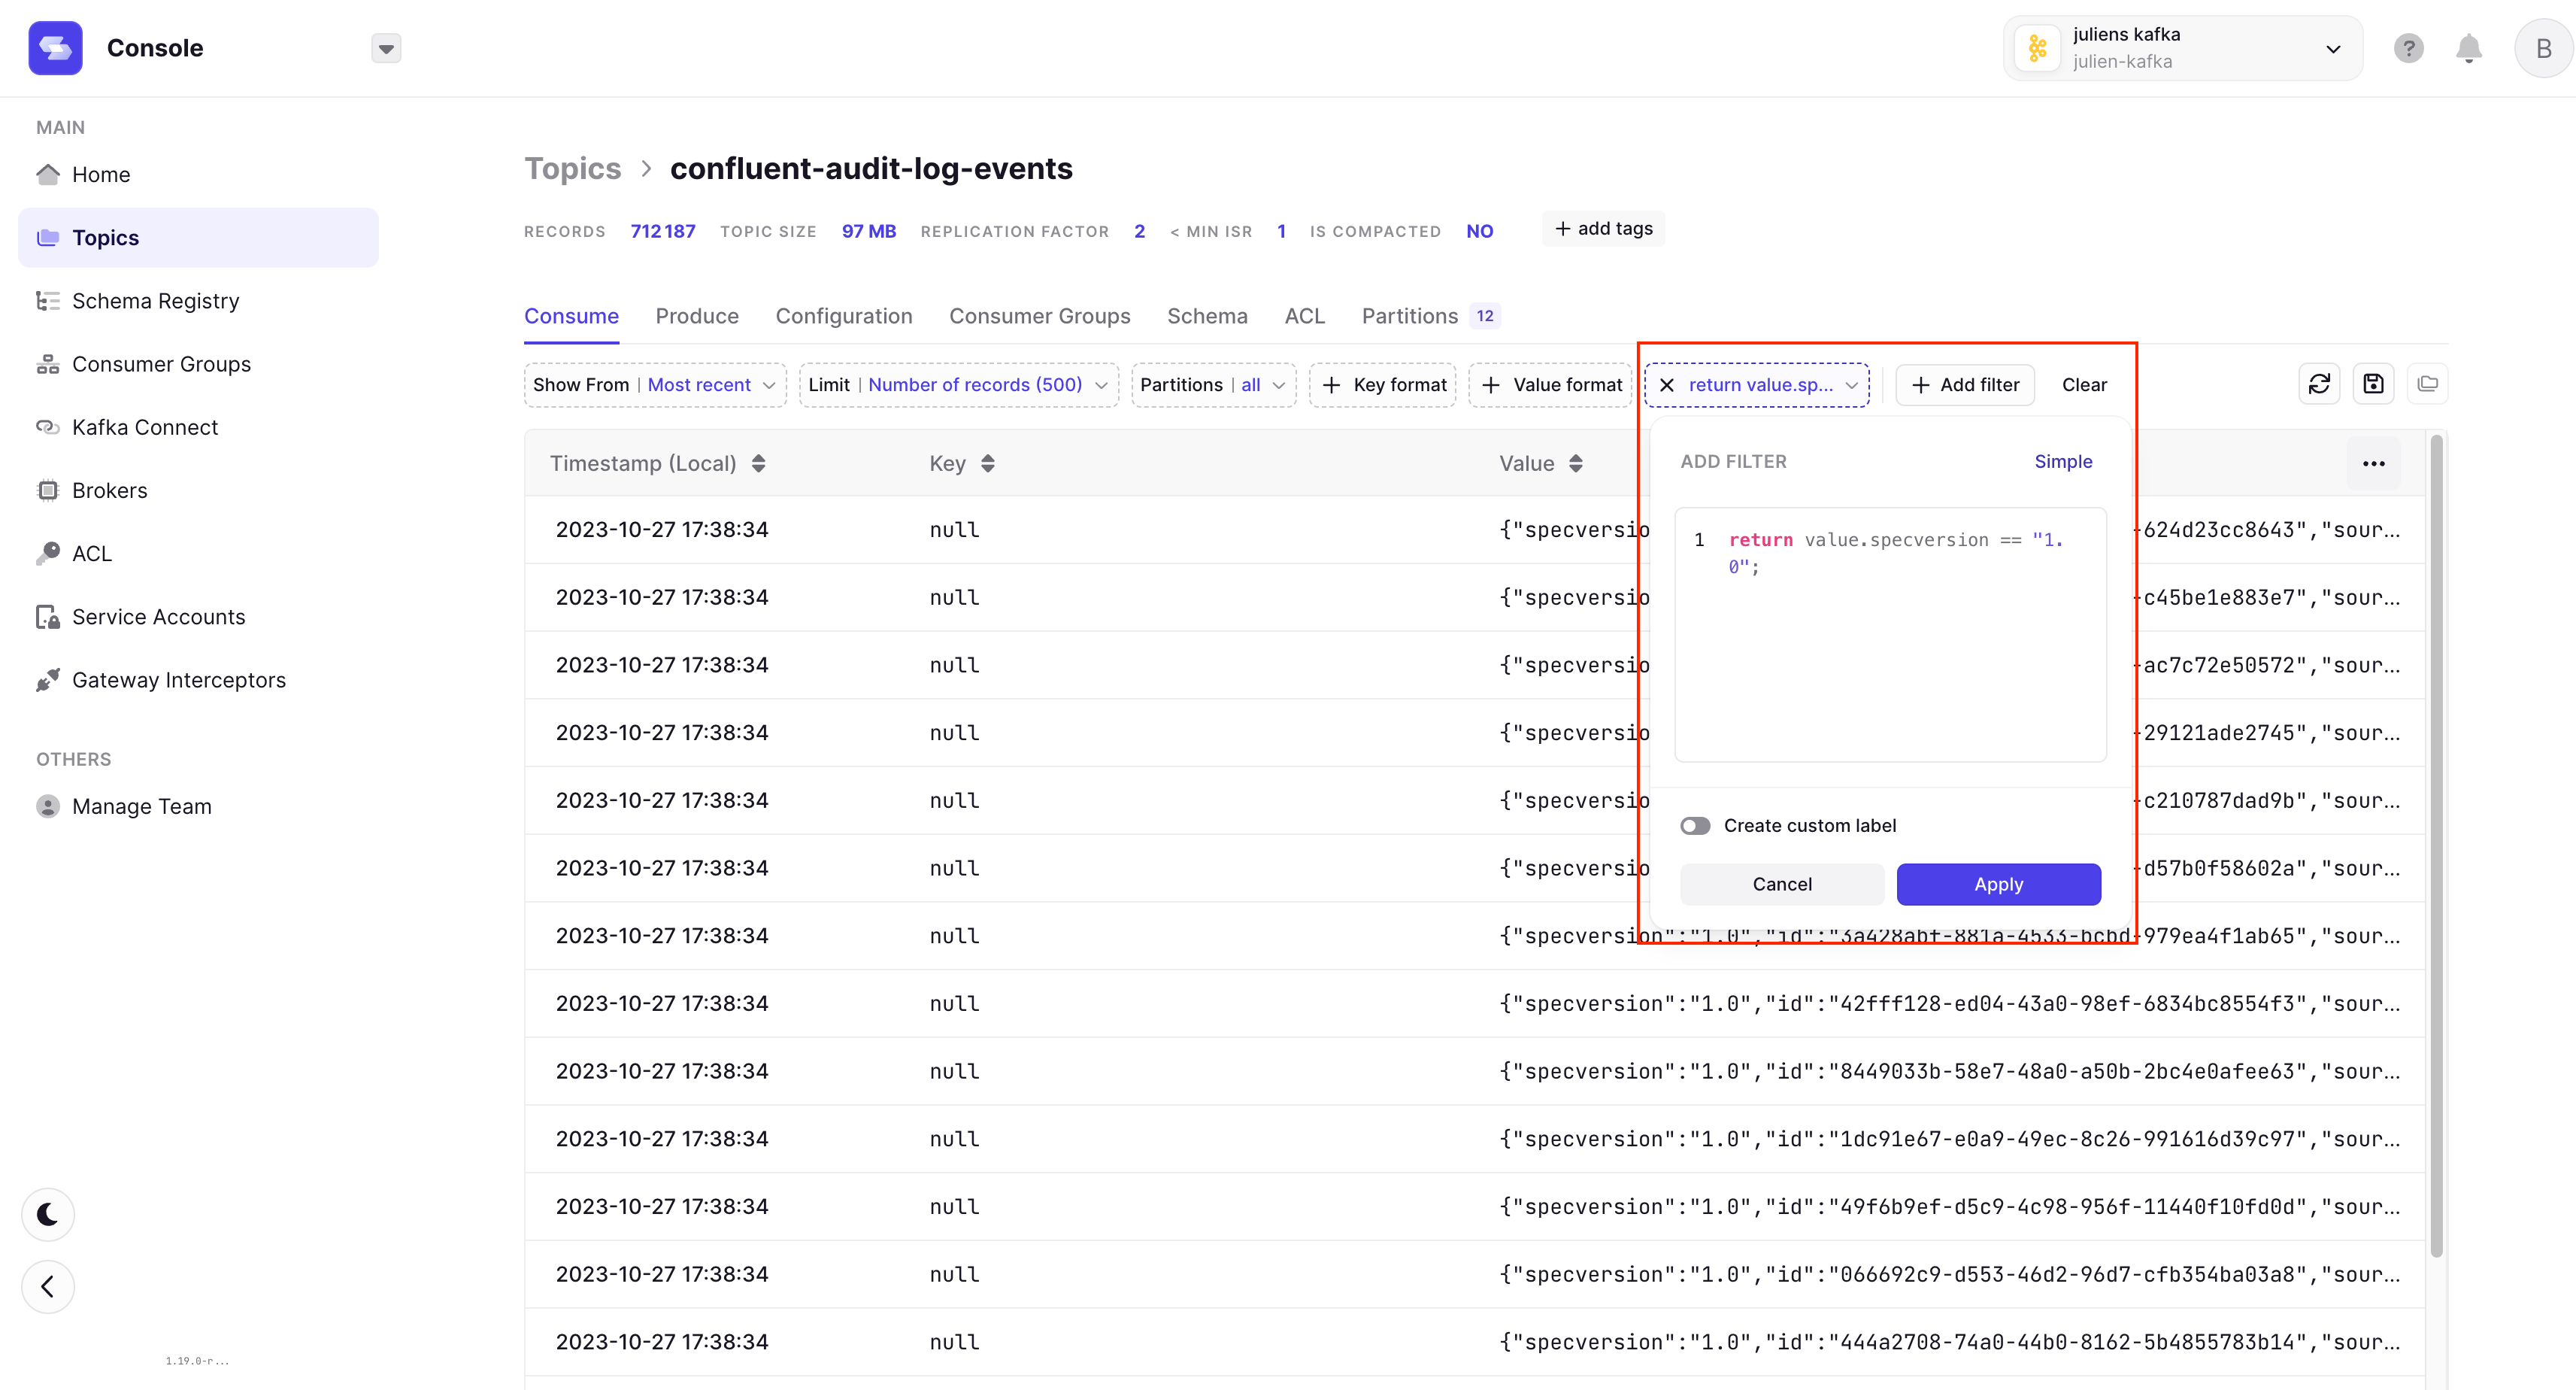 Console
juliens kafka
julien-kafka
?
B
MAIN
Home
Topics
Schema Registry
Consumer Groups
Kafka Connect
Brokers
ACL
Service Accounts
Gateway Interceptors
OTHERS
Manage Team
1.19.0-r...
Topics > confluent-audit-log-events
RECORDS 712 187 TOPIC SIZE 97 MB REPLICATION FACTOR 2 < MIN ISR 1 IS COMPACTED NO + add tags
Consume Produce Configuration Consumer Groups Schema ACL Partitions 12
Show From | Most recent Limit | Number of records (500) Partitions | all + Key format + Value format × return value.sp... + Add filter Clear
Timestamp (Local) Key Value ...
ADD FILTER Simple
1 return value.specversion == "1.
0";
Create custom label
Cancel Apply
2023-10-27 17:38:34 null {"specversio -624d23cc8643","sour...
2023-10-27 17:38:34 null {"specversio -c45be1e883e7","sour...
2023-10-27 17:38:34 null {"specversio -ac7c72e50572","sour...
2023-10-27 17:38:34 null {"specversio -29121ade2745","sour...
2023-10-27 17:38:34 null {"specversio -c210787dad9b","sour...
2023-10-27 17:38:34 null {"specversio -d57b0f58602a","sour...
2023-10-27 17:38:34 null {"specversion":"1.0","id":"3a428abf-881a-4533-bcbd-979ea4f1ab65","sour...
2023-10-27 17:38:34 null {"specversion":"1.0","id":"42fff128-ed04-43a0-98ef-6834bc8554f3","sour...
2023-10-27 17:38:34 null {"specversion":"1.0","id":"8449033b-58e7-48a0-a50b-2bc4e0afee63","sour...
2023-10-27 17:38:34 null {"specversion":"1.0","id":"1dc91e67-e0a9-49ec-8c26-991616d39c97","sour...
2023-10-27 17:38:34 null {"specversion":"1.0","id":"49f6b9ef-d5c9-4c98-956f-11440f10fd0d","sour...
2023-10-27 17:38:34 null {"specversion":"1.0","id":"066692c9-d553-46d2-96d7-cfb354ba03a8","sour...
2023-10-27 17:38:34 null {"specversion":"1.0","id":"444a2708-74a0-44b0-8162-5b4855783b14","sour...